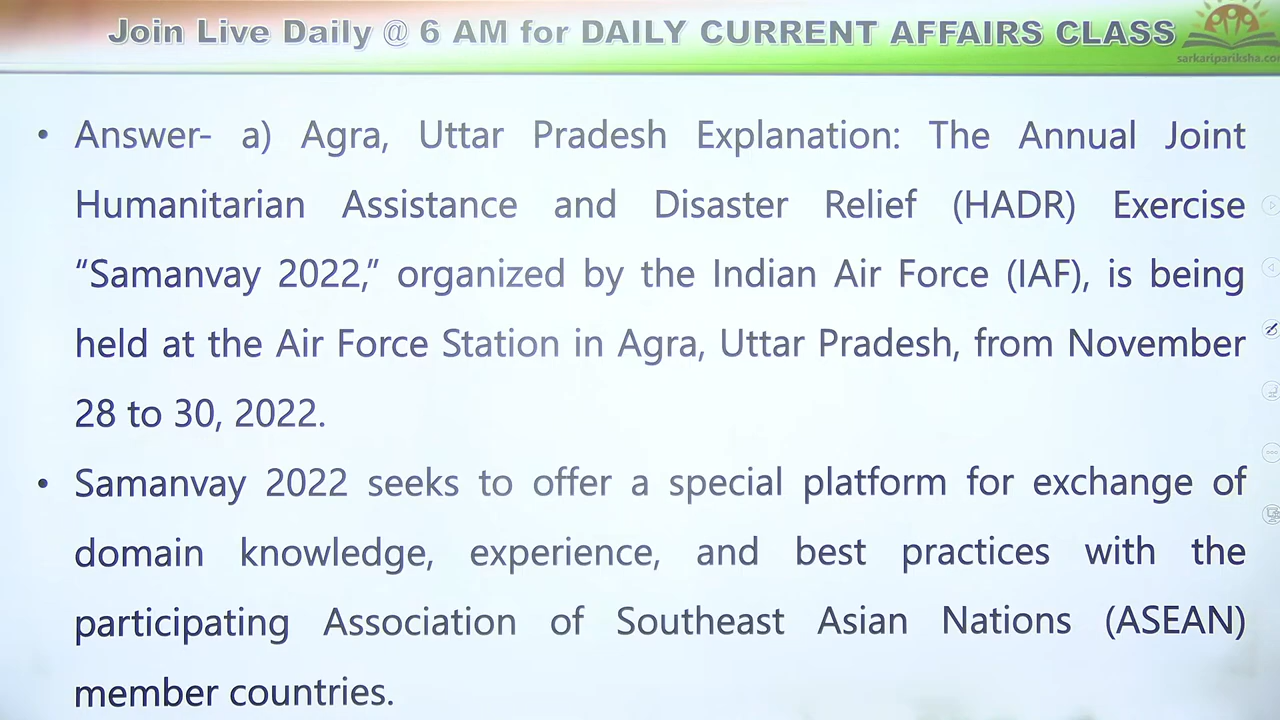 Join Live Daily @ 6 AM for DAILY CURRENT AFFAIRS CLASS
sarkaripariksha.com
• Answer- a) Agra, Uttar Pradesh Explanation: The Annual Joint
Humanitarian Assistance and Disaster Relief (HADR) Exercise
“Samanvay 2022,” organized by the Indian Air Force (IAF), is being
held at the Air Force Station in Agra, Uttar Pradesh, from November
28 to 30, 2022.
• Samanvay 2022 seeks to offer a special platform for exchange of
domain knowledge, experience, and best practices with the
participating Association of Southeast Asian Nations (ASEAN)
member countries.